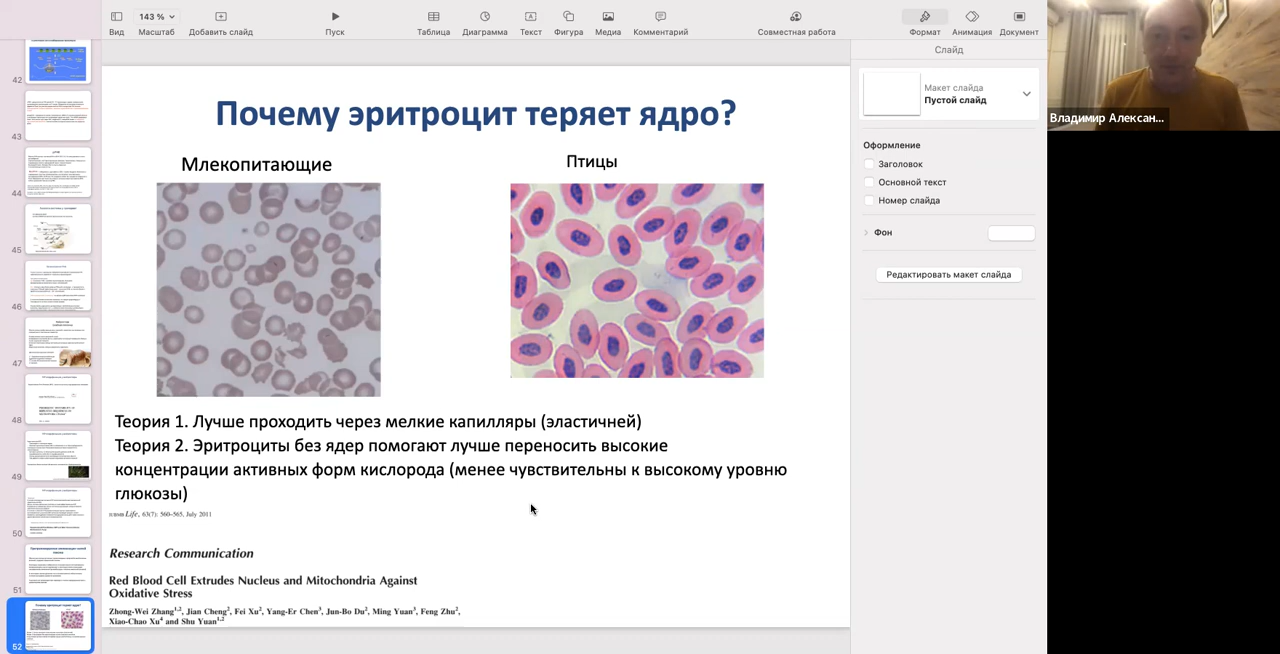 143 %
Вид
Масштаб
Добавить слайд
Пуск
Таблица
Диаграмма
Текст
Фигура
Медиа
Комментарий
Совместная работа
Формат
Анимация
Документ
42
43
44
45
46
47
48
49
50
51
52
Почему эритроцит теряет ядро?
Млекопитающие
Птицы
Теория 1. Лучше проходить через мелкие капилляры (эластичней)
Теория 2. Эритроциты без ядер помогают лучше переносить высокие
концентрации активных форм кислорода (менее чувствительны к высокому уровню
глюкозы)
Life, 63(7): 560–565, July 2011
Research Communication
Red Blood Cell Extrudes Nucleus and Mitochondria Against
Oxidative Stress
Zhong-Wei Zhang1,2, Jian Cheng2, Fei Xu2, Yang-Er Chen3, Jun-Bo Du2, Ming Yuan3, Feng Zhu2,
Xiao-Chao Xu4 and Shu Yuan1,2
Слайд
Макет слайда
Пустой слайд
Оформление
Заголовок
Основной текст
Номер слайда
Фон
Редактировать макет слайда
Владимир Алексан...